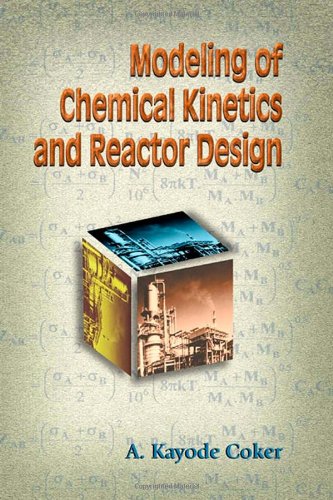 Modeling of
Chemical Kinetics
and Reactor Design
A. Kayode Coker